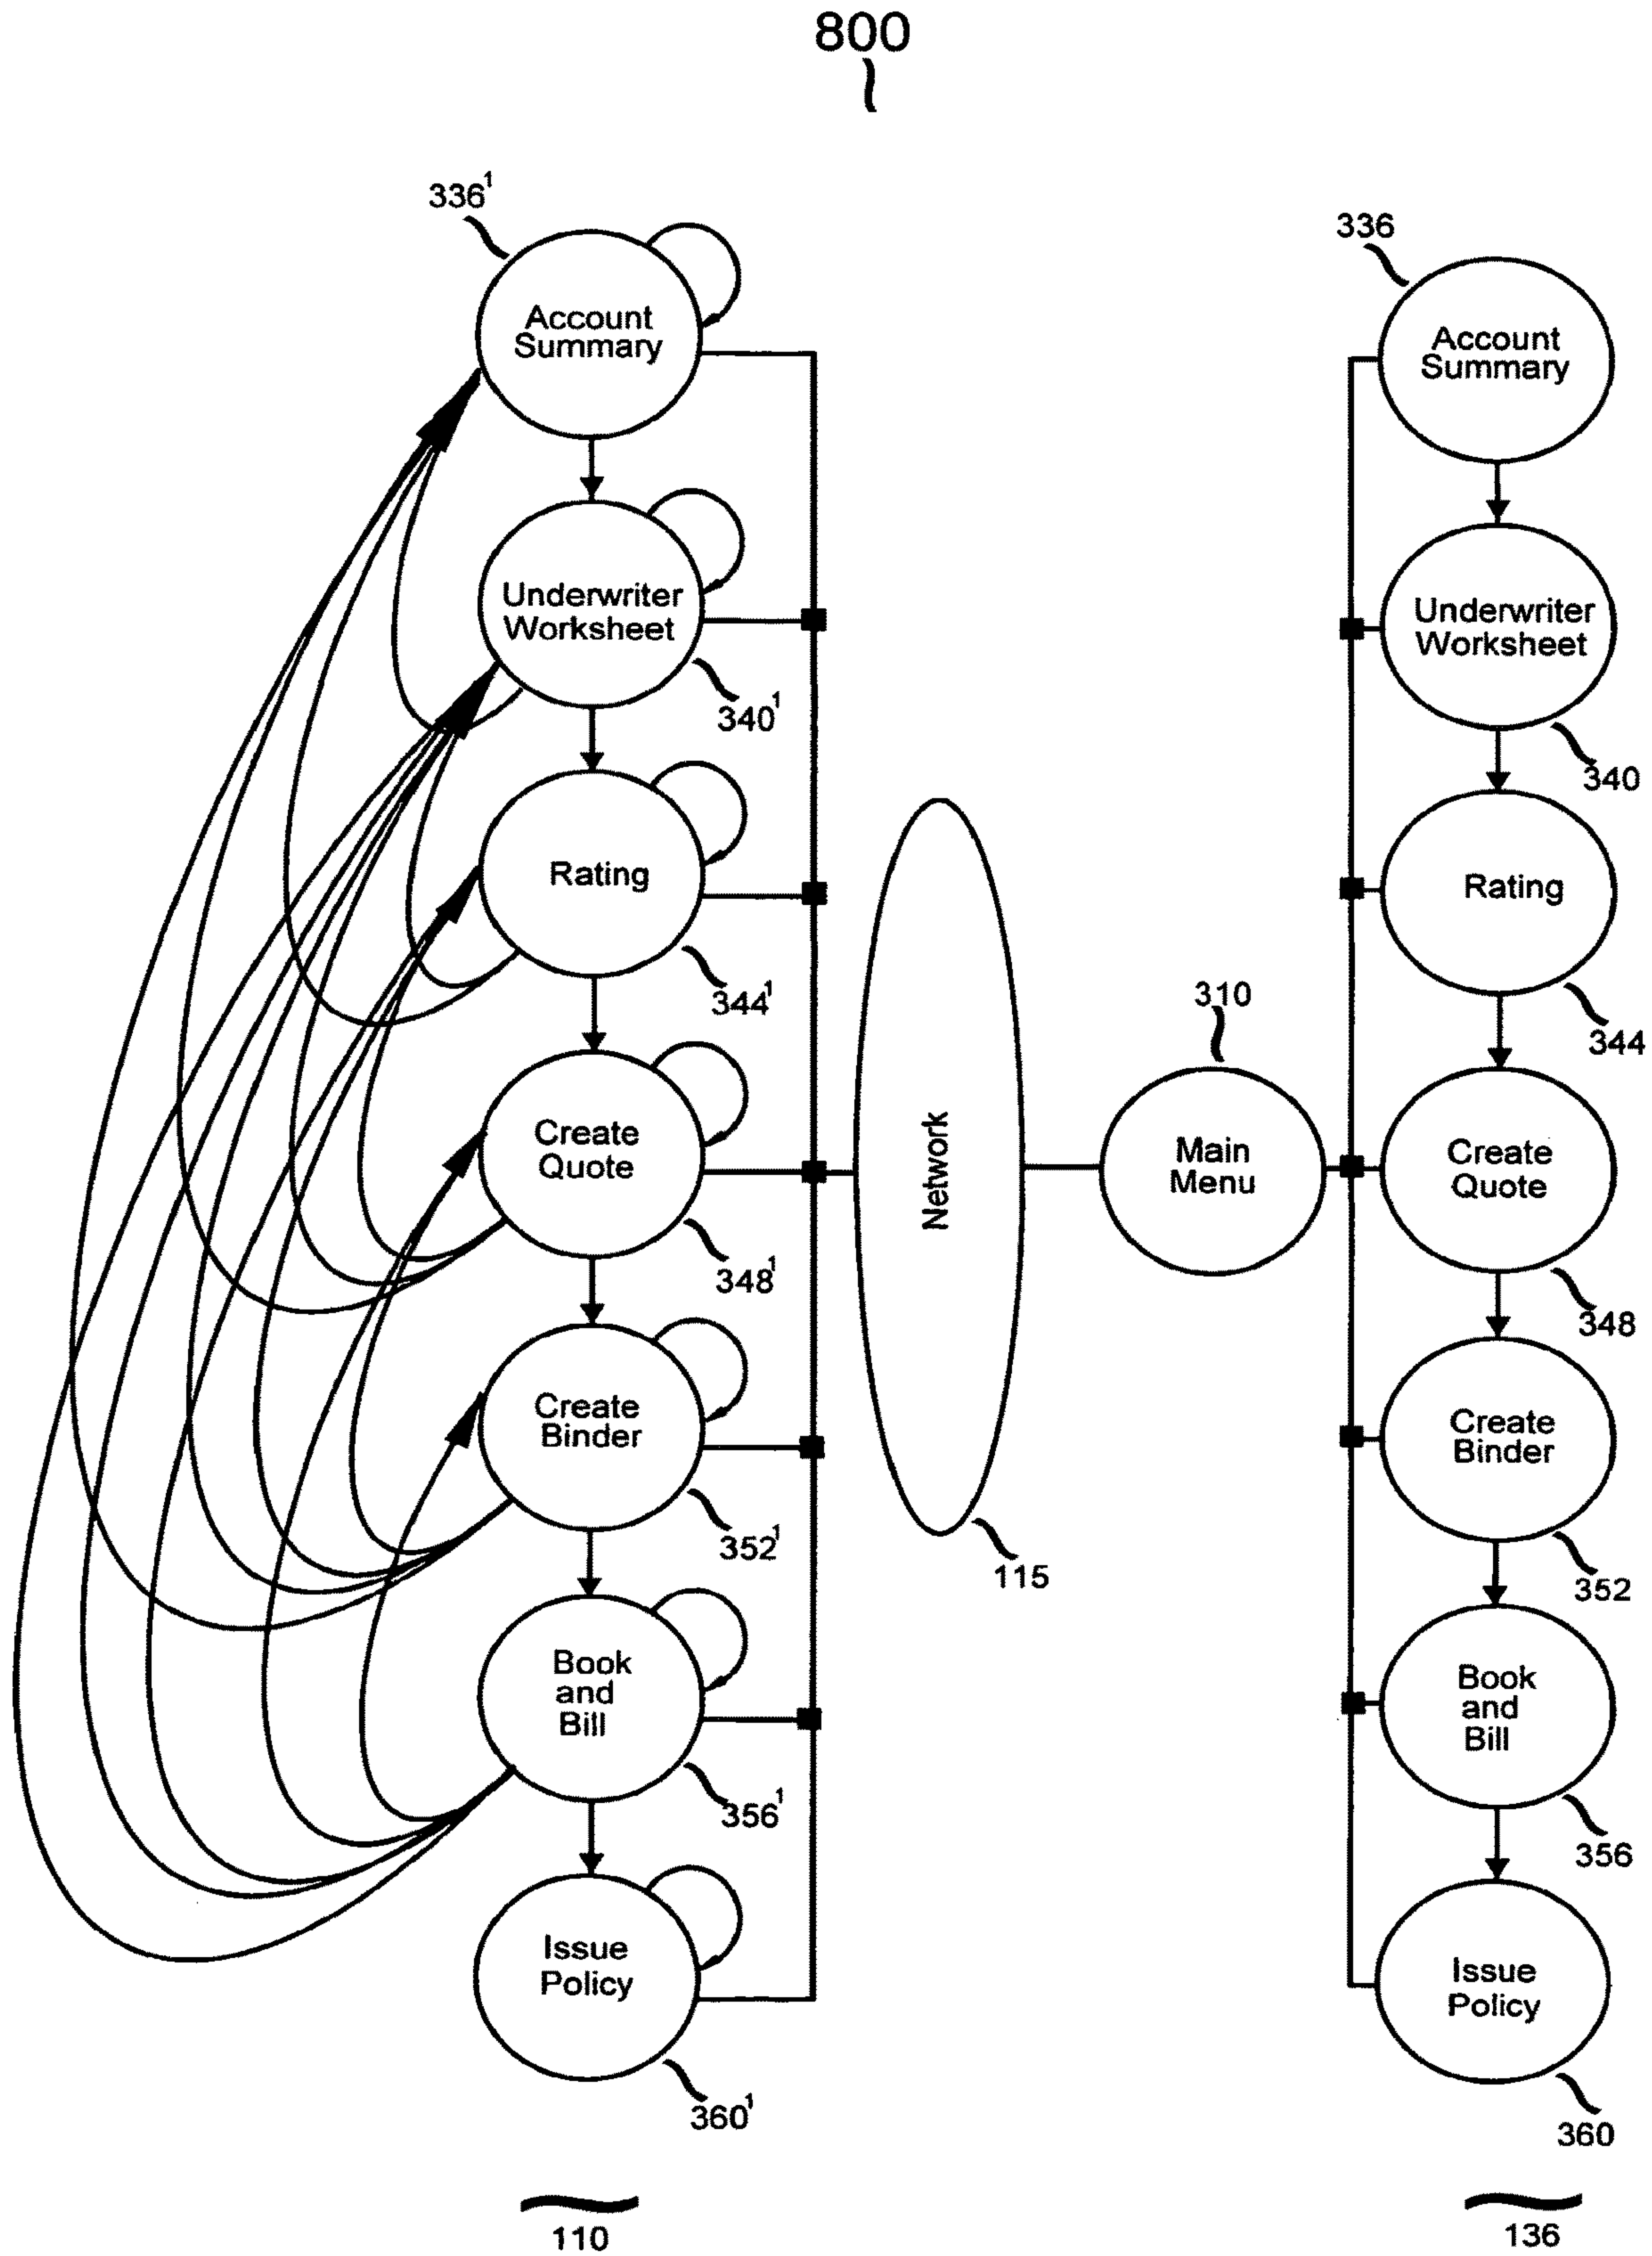 800
336¹
Account
Summary
Underwriter
Worksheet
340¹
Rating
344¹
Create
Quote
348¹
Create
Binder
352¹
Book
and
Bill
356¹
Issue
Policy
360¹
110
Network
115
310
Main
Menu
336
Account
Summary
Underwriter
Worksheet
340
Rating
344
Create
Quote
348
Create
Binder
352
Book
and
Bill
356
Issue
Policy
360
136